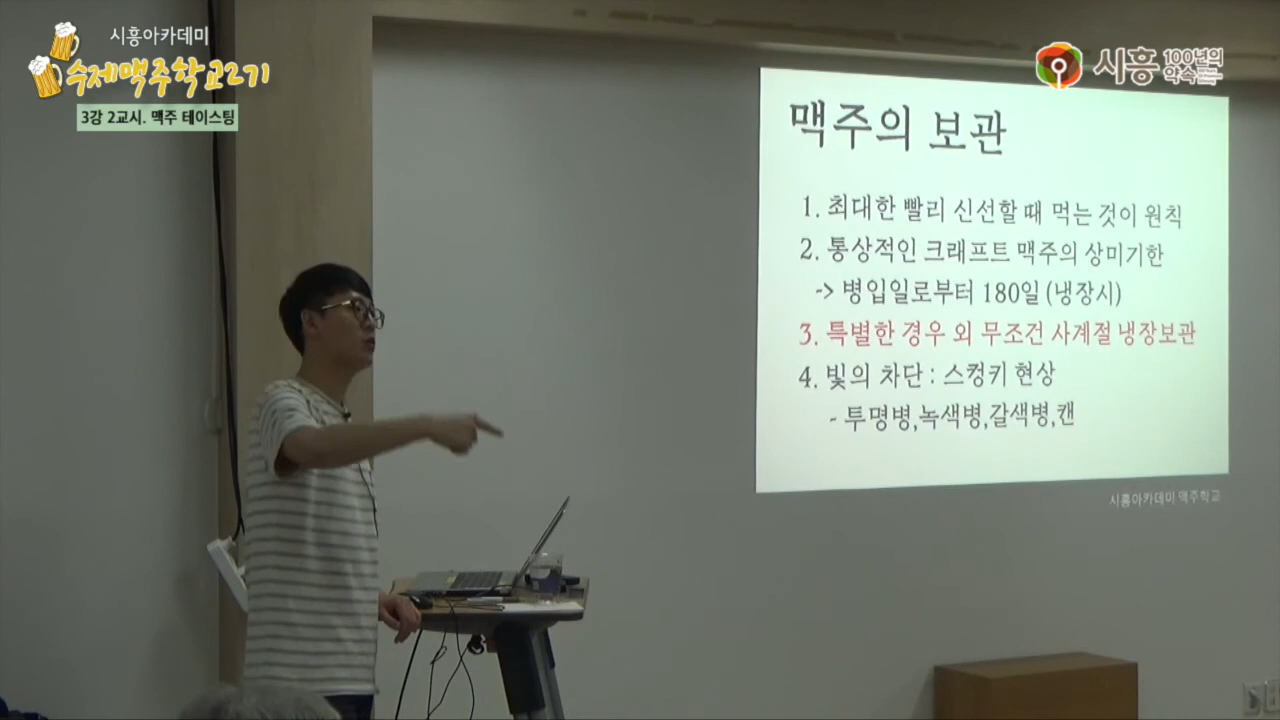 시흥아카데미
수제맥주학교2기
3강 2교시. 맥주 테이스팅
시흥 100년의 약속
맥주의 보관
1. 최대한 빨리 신선할 때 먹는 것이 원칙
2. 통상적인 크래프트 맥주의 상미기한
-> 병입일로부터 180일 (냉장시)
3. 특별한 경우 외 무조건 사계절 냉장보관
4. 빛의 차단 : 스컹키 현상
- 투명병,녹색병,갈색병,캔
시흥아카데미 맥주학교